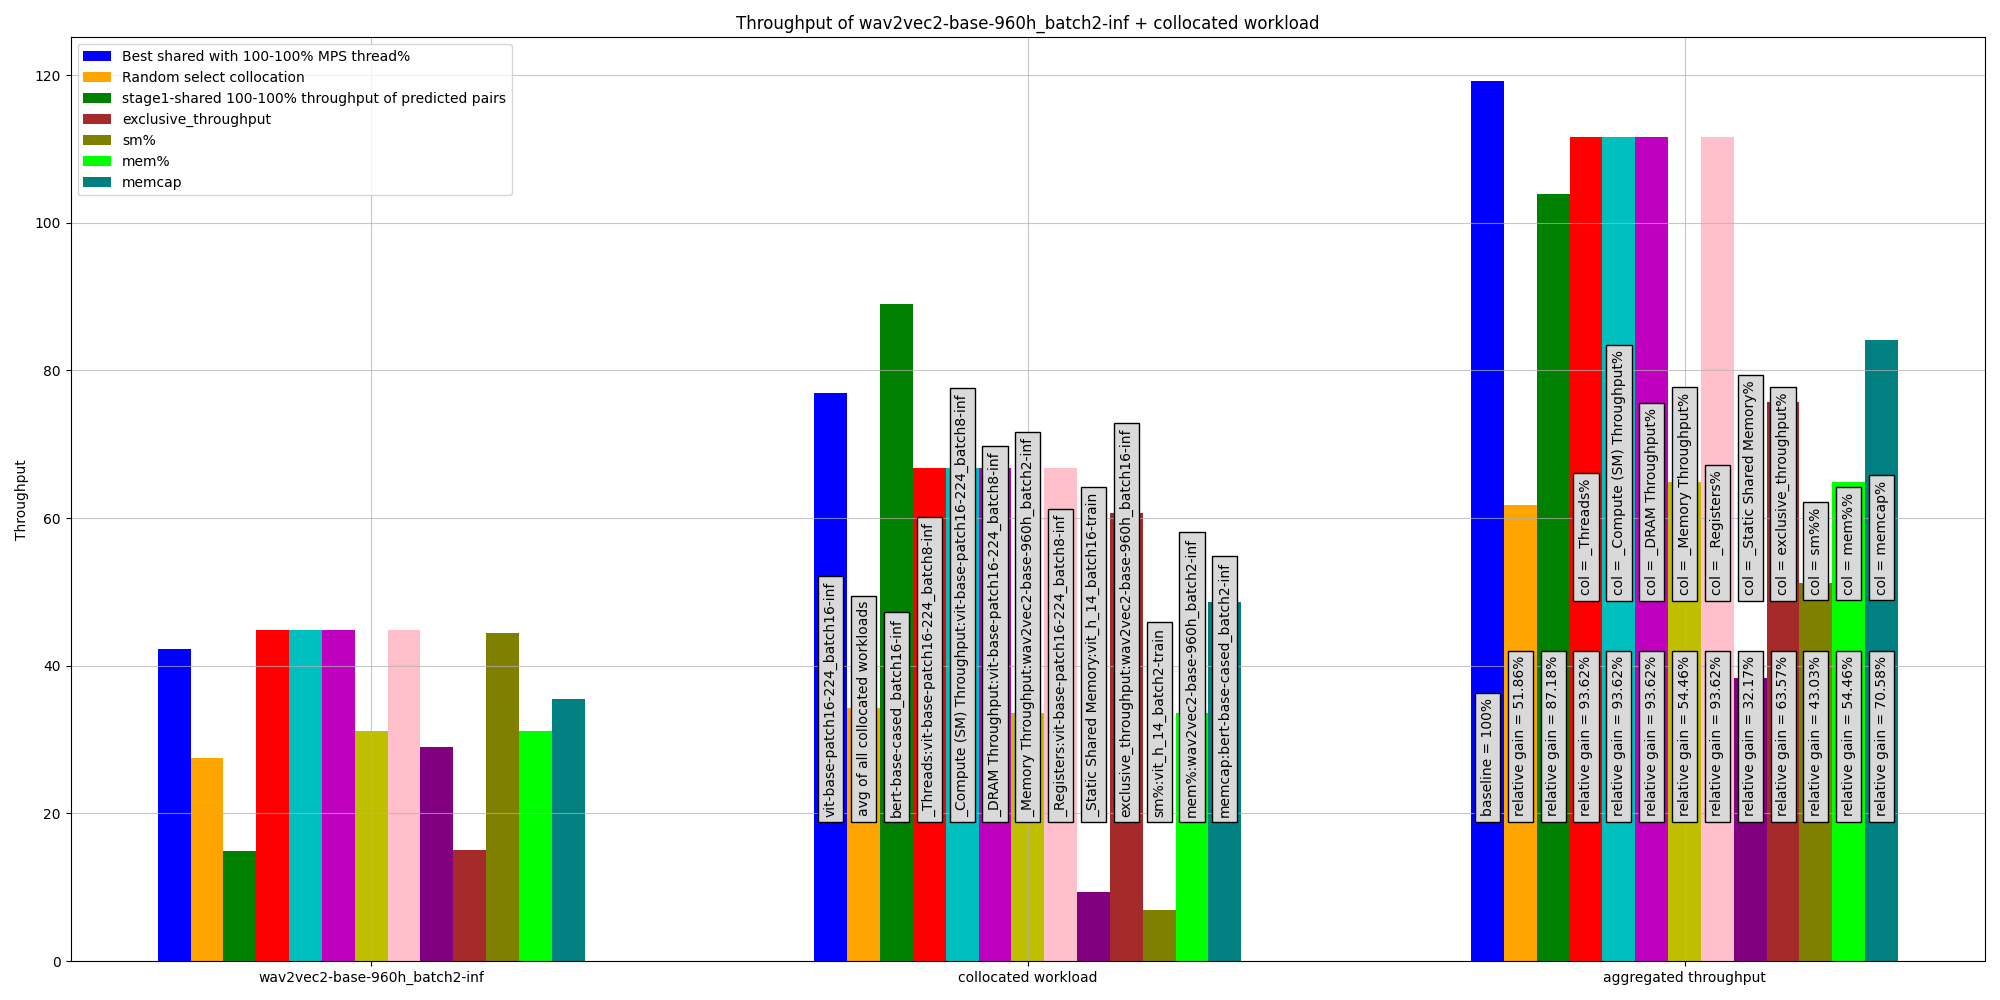 Throughput of wav2vec2-base-960h_batch2-inf + collocated workload
Best shared with 100-100% MPS thread%
Random select collocation
stage1-shared 100-100% throughput of predicted pairs
exclusive_throughput
sm%
mem%
memcap
Throughput
120
100
80
60
40
20
0
vit-base-patch16-224_batch16-inf
avg of all collocated workloads
bert-base-cased_batch16-inf
_Threads:vit-base-patch16-224_batch8-inf
_Compute (SM) Throughput:vit-base-patch16-224_batch8-inf
_DRAM Throughput:vit-base-patch16-224_batch8-inf
_Memory Throughput:wav2vec2-base-960h_batch2-inf
_Registers:vit-base-patch16-224_batch8-inf
_Static Shared Memory:vit_h_14_batch16-train
exclusive_throughput:wav2vec2-base-960h_batch16-inf
sm%:vit_h_14_batch2-train
mem%:wav2vec2-base-960h_batch2-inf
memcap:bert-base-cased_batch2-inf
col = _Threads%
col = _Compute (SM) Throughput%
col = _DRAM Throughput%
col = _Memory Throughput%
col = _Registers%
col = _Static Shared Memory%
col = exclusive_throughput%
col = sm%%
col = mem%%
col = memcap%
baseline = 100%
relative gain = 51.86%
relative gain = 87.18%
relative gain = 93.62%
relative gain = 93.62%
relative gain = 93.62%
relative gain = 54.46%
relative gain = 93.62%
relative gain = 32.17%
relative gain = 63.57%
relative gain = 43.03%
relative gain = 54.46%
relative gain = 70.58%
wav2vec2-base-960h_batch2-inf
collocated workload
aggregated throughput